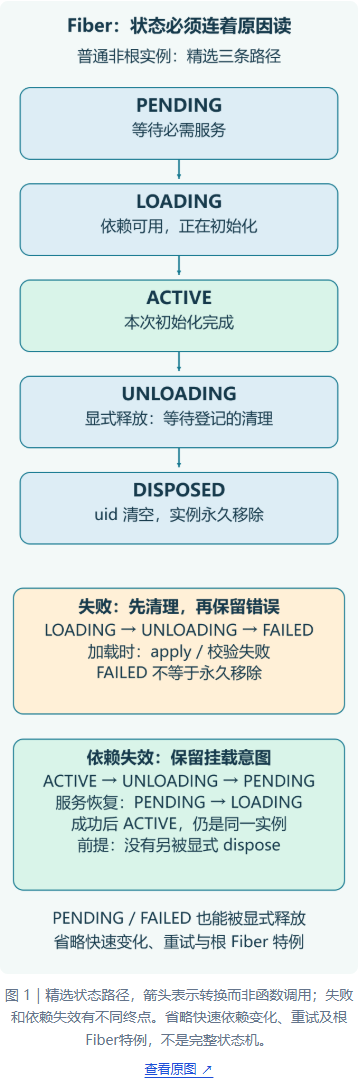 Fiber：状态必须连着原因读
普通非根实例：精选三条路径
PENDING
等待必需服务
LOADING
依赖可用，正在初始化
ACTIVE
本次初始化完成
UNLOADING
显式释放：等待登记的清理
DISPOSED
uid 清空，实例永久移除
失败：先清理，再保留错误
LOADING → UNLOADING → FAILED
加载时：apply / 校验失败
FAILED 不等于永久移除
依赖失效：保留挂载意图
ACTIVE → UNLOADING → PENDING
服务恢复：PENDING → LOADING
成功后 ACTIVE，仍是同一实例
前提：没有另被显式 dispose
PENDING / FAILED 也能被显式释放
省略快速变化、重试与根 Fiber 特例
图 1｜精选状态路径，箭头表示转换而非函数调用；失败
和依赖失效有不同终点。省略快速依赖变化、重试及根
Fiber特例，不是完整状态机。
查看原图 ↗